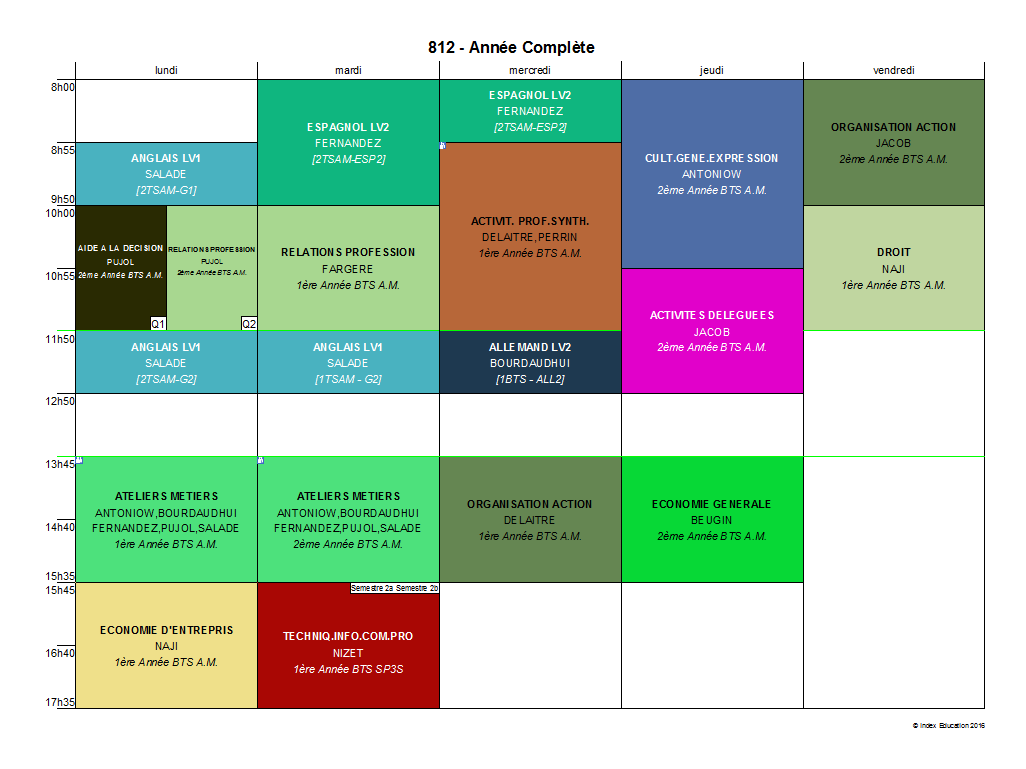 812 - Année Complète
lundi
mardi
mercredi
jeudi
vendredi
8h00
8h55
9h50
10h00
10h55
11h50
12h50
13h45
14h40
15h35
15h45
16h40
17h35
ANGLAIS LV1
SALADE
[2TSAM-G1]
AIDE A LA DECISION
PUJOL
2ème Année BTS A.M.
Q1
RELATIONS PROFESSION
PUJOL
2ème Année BTS A.M.
Q2
ANGLAIS LV1
SALADE
[2TSAM-G2]
ATELIERS METIERS
ANTONIOW,BOURDAUDHUI
FERNANDEZ,PUJOL,SALADE
1ère Année BTS A.M.
ECONOMIE D'ENTREPRIS
NAJI
1ère Année BTS A.M.
ESPAGNOL LV2
FERNANDEZ
[2TSAM-ESP2]
RELATIONS PROFESSION
FARGERE
1ère Année BTS A.M.
ANGLAIS LV1
SALADE
[1TSAM - G2]
ATELIERS METIERS
ANTONIOW,BOURDAUDHUI
FERNANDEZ,PUJOL,SALADE
2ème Année BTS A.M.
Semestre 2a Semestre 2b
TECHNIQ.INFO.COM.PRO
NIZET
1ère Année BTS SP3S
ESPAGNOL LV2
FERNANDEZ
[2TSAM-ESP2]
ACTIVIT. PROF.SYNTH.
DELAITRE,PERRIN
1ère Année BTS A.M.
ALLEMAND LV2
BOURDAUDHUI
[1BTS - ALL2]
ORGANISATION ACTION
DELAITRE
1ère Année BTS A.M.
CULT.GENE.EXPRESSION
ANTONIOW
2ème Année BTS A.M.
ACTIVITES DELEGUEES
JACOB
2ème Année BTS A.M.
ECONOMIE GENERALE
BEUGIN
2ème Année BTS A.M.
ORGANISATION ACTION
JACOB
2ème Année BTS A.M.
DROIT
NAJI
1ère Année BTS A.M.
© Index Education 2016